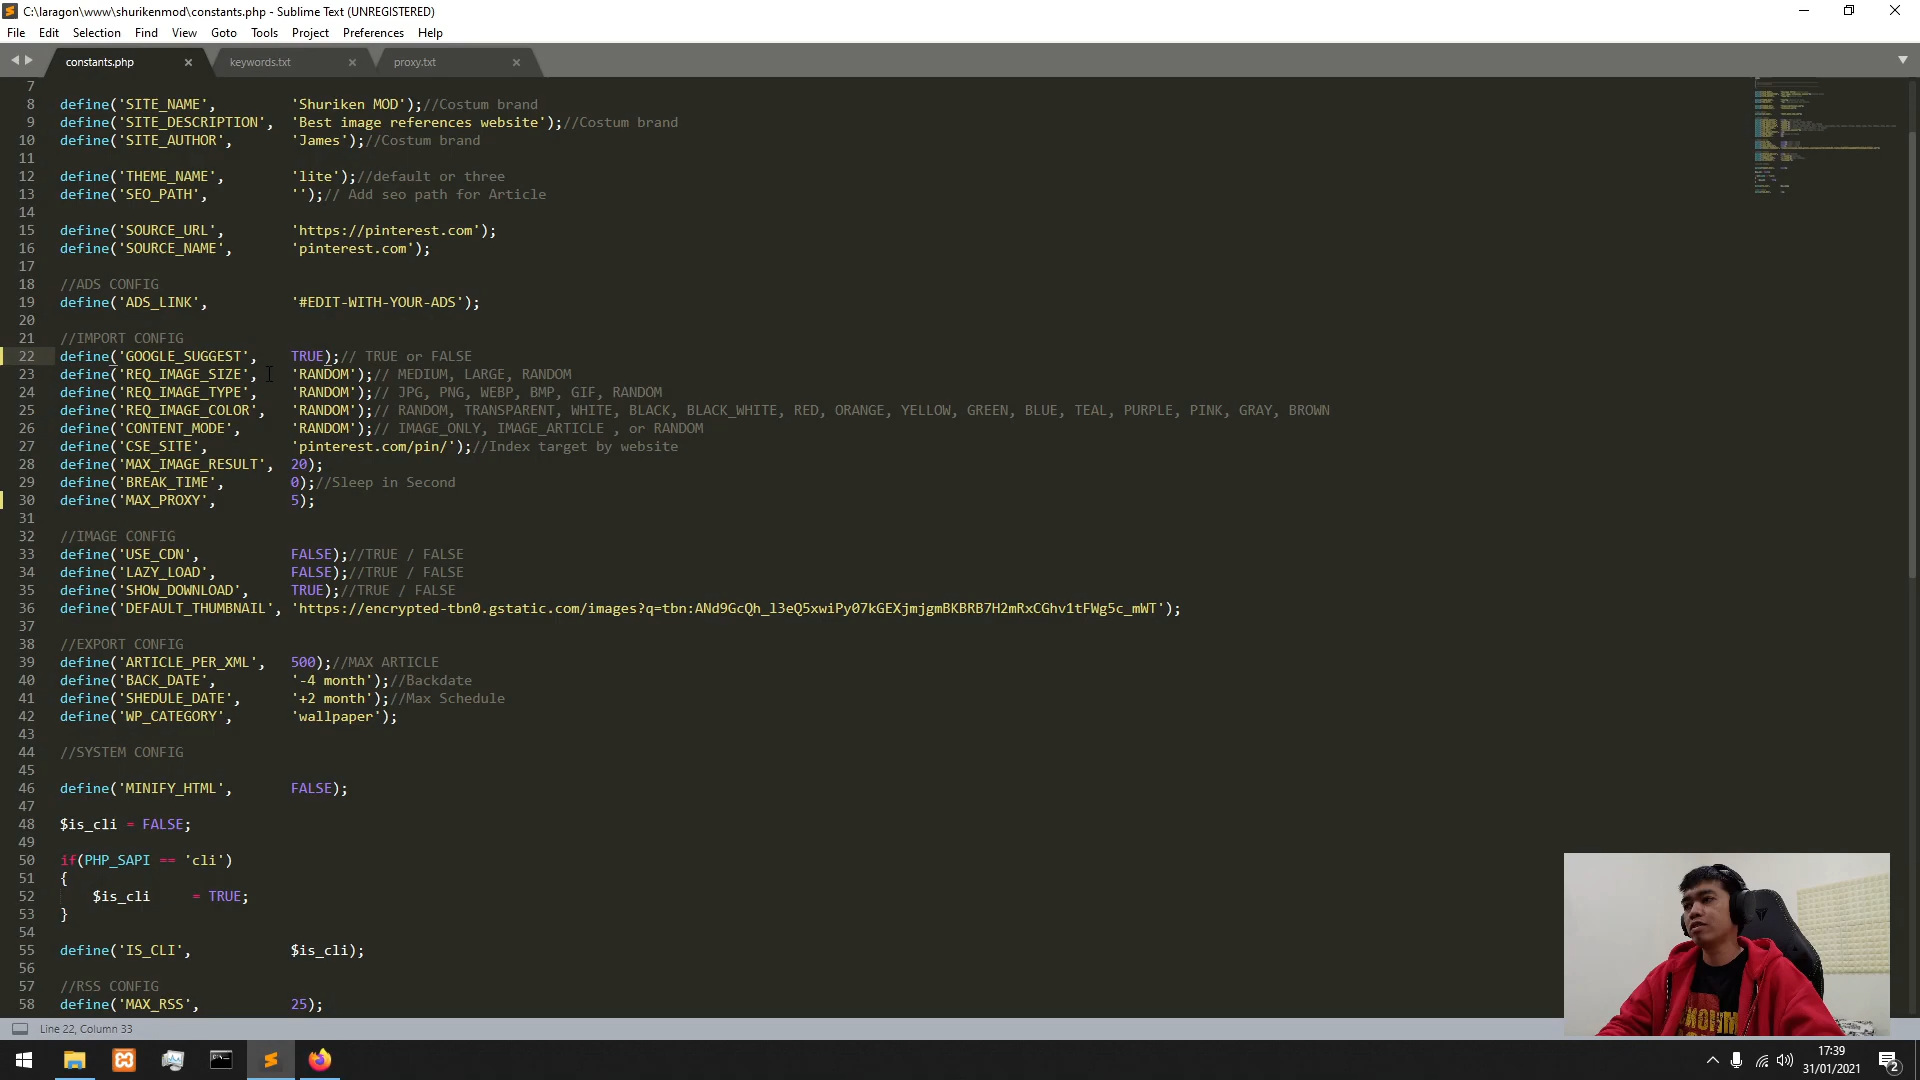 C:\laragon\www\shurikenmod\constants.php - Sublime Text (UNREGISTERED)
File Edit Selection Find View Goto Tools Project Preferences Help
constants.php keywords.txt proxy.txt
7
8 define('SITE_NAME', 'Shuriken MOD');//Costum brand
9 define('SITE_DESCRIPTION', 'Best image references website');//Costum brand
10 define('SITE_AUTHOR', 'James');//Costum brand
11
12 define('THEME_NAME', 'lite');//default or three
13 define('SEO_PATH', '');// Add seo path for Article
14
15 define('SOURCE_URL', 'https://pinterest.com');
16 define('SOURCE_NAME', 'pinterest.com');
17
18 //ADS CONFIG
19 define('ADS_LINK', '#EDIT-WITH-YOUR-ADS');
20
21 //IMPORT CONFIG
22 define('GOOGLE_SUGGEST', TRUE);// TRUE or FALSE
23 define('REQ_IMAGE_SIZE', 'RANDOM');// MEDIUM, LARGE, RANDOM
24 define('REQ_IMAGE_TYPE', 'RANDOM');// JPG, PNG, WEBP, BMP, GIF, RANDOM
25 define('REQ_IMAGE_COLOR', 'RANDOM');// RANDOM, TRANSPARENT, WHITE, BLACK, BLACK_WHITE, RED, ORANGE, YELLOW, GREEN, BLUE, TEAL, PURPLE, PINK, GRAY, BROWN
26 define('CONTENT_MODE', 'RANDOM');// IMAGE_ONLY, IMAGE_ARTICLE , or RANDOM
27 define('CSE_SITE', 'pinterest.com/pin/');//Index target by website
28 define('MAX_IMAGE_RESULT', 20);
29 define('BREAK_TIME', 0);//Sleep in Second
30 define('MAX_PROXY', 5);
31
32 //IMAGE CONFIG
33 define('USE_CDN', FALSE);//TRUE / FALSE
34 define('LAZY_LOAD', FALSE);//TRUE / FALSE
35 define('SHOW_DOWNLOAD', TRUE);//TRUE / FALSE
36 define('DEFAULT_THUMBNAIL', 'https://encrypted-tbn0.gstatic.com/images?q=tbn:ANd9GcQh_l3eQ5xwiPy07kGEXjmjgmBKBRB7H2mRxCGhv1tFWg5c_mWT');
37
38 //EXPORT CONFIG
39 define('ARTICLE_PER_XML', 500);//MAX ARTICLE
40 define('BACK_DATE', '-4 month');//Backdate
41 define('SHEDULE_DATE', '+2 month');//Max Schedule
42 define('WP_CATEGORY', 'wallpaper');
43
44 //SYSTEM CONFIG
45
46 define('MINIFY_HTML', FALSE);
47
48 $is_cli = FALSE;
49
50 if(PHP_SAPI == 'cli')
51 {
52 $is_cli = TRUE;
53 }
54
55 define('IS_CLI', $is_cli);
56
57 //RSS CONFIG
58 define('MAX_RSS', 25);
Line 22, Column 33
17:39
31/01/2021
2